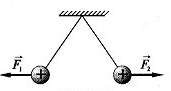 F⃗₁ + + F⃗₂